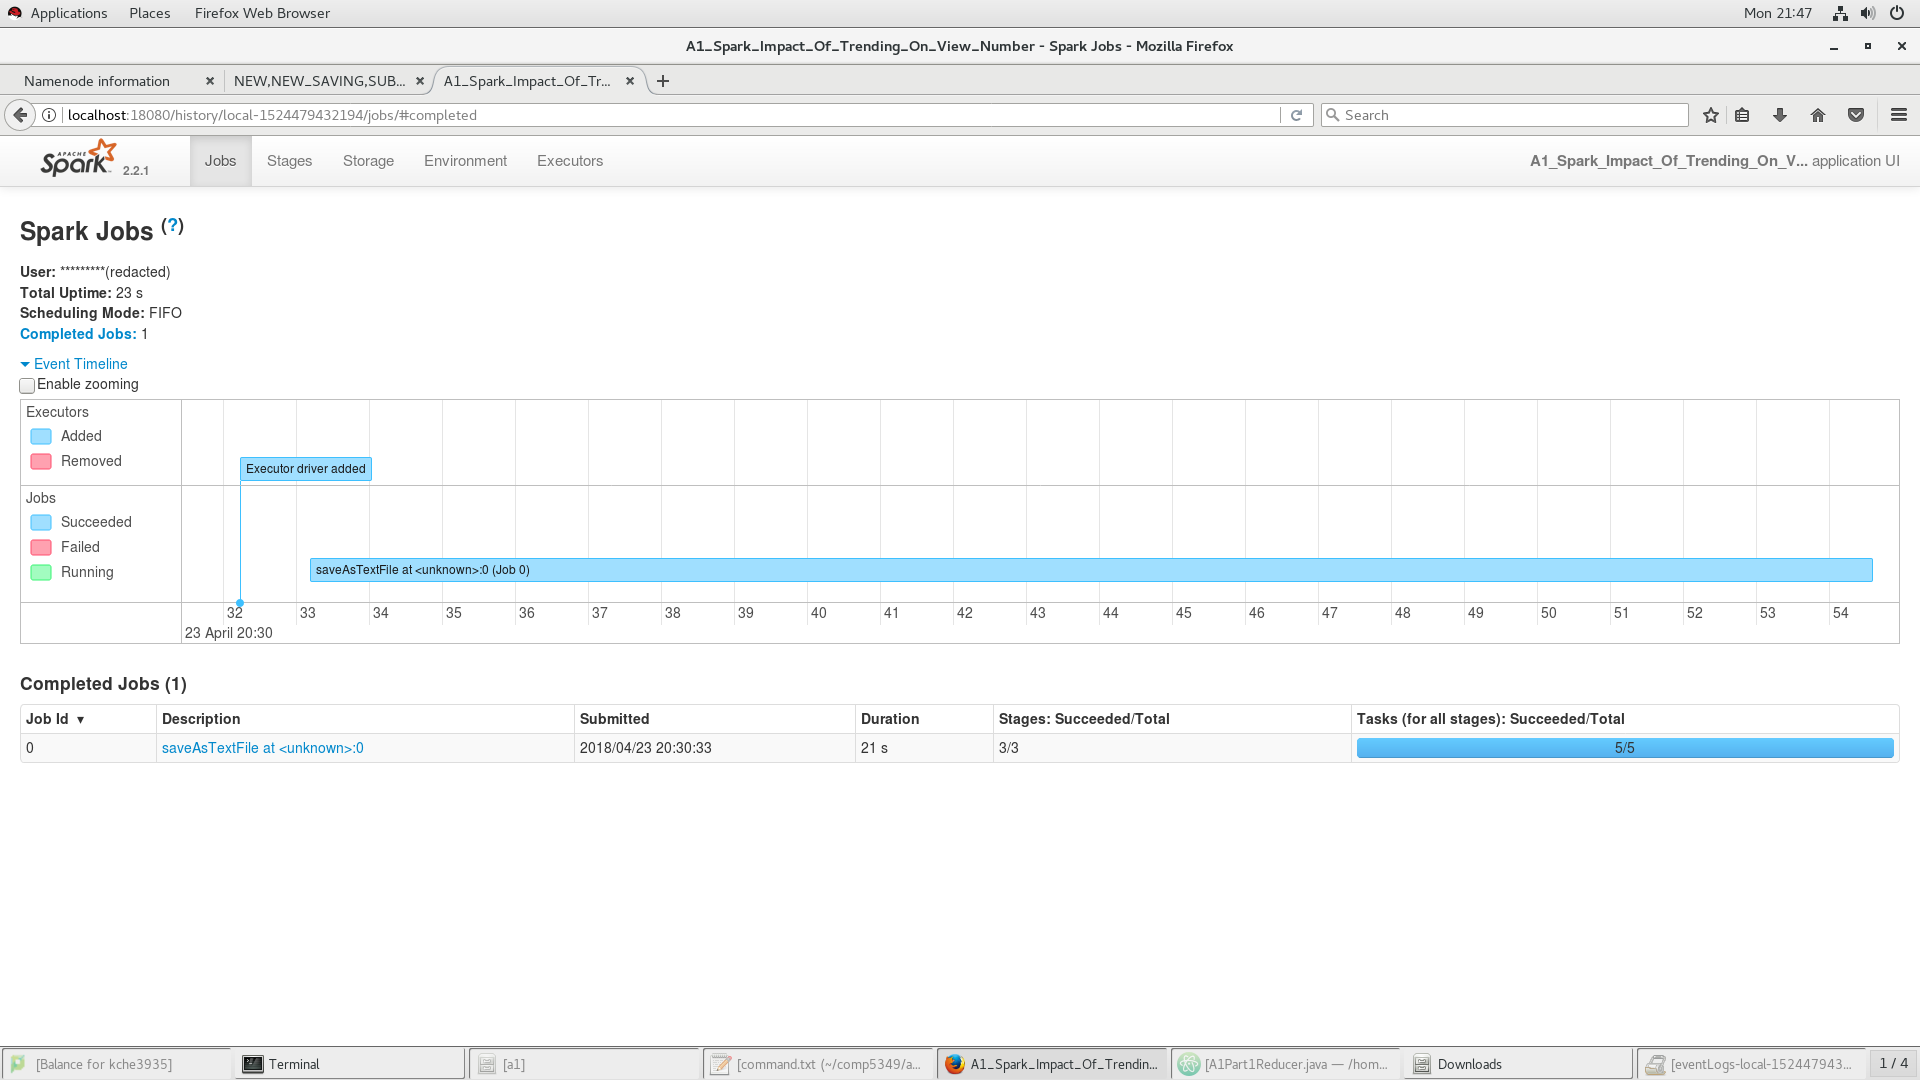 Applications Places Firefox Web Browser Mon 21:47
A1_Spark_Impact_Of_Trending_On_View_Number - Spark Jobs - Mozilla Firefox
Namenode information NEW,NEW_SAVING,SUB... A1_Spark_Impact_Of_Tr...
localhost:18080/history/local-1524479432194/jobs/#completed Search
APACHE Spark 2.2.1 Jobs Stages Storage Environment Executors A1_Spark_Impact_Of_Trending_On_V... application UI
Spark Jobs (?)
User: *********(redacted)
Total Uptime: 23 s
Scheduling Mode: FIFO
Completed Jobs: 1
Event Timeline
Enable zooming
Executors
Added
Removed
Executor driver added
Jobs
Succeeded
Failed
Running
saveAsTextFile at <unknown>:0 (Job 0)
32 33 34 35 36 37 38 39 40 41 42 43 44 45 46 47 48 49 50 51 52 53 54
23 April 20:30
Completed Jobs (1)
Job Id ▾ Description Submitted Duration Stages: Succeeded/Total Tasks (for all stages): Succeeded/Total
0 saveAsTextFile at <unknown>:0 2018/04/23 20:30:33 21 s 3/3 5/5
[Balance for kche3935] Terminal [a1] [command.txt (~/comp5349/a... A1_Spark_Impact_Of_Trendin... [A1Part1Reducer.java — /hom... Downloads [eventLogs-local-152447943... 1 / 4